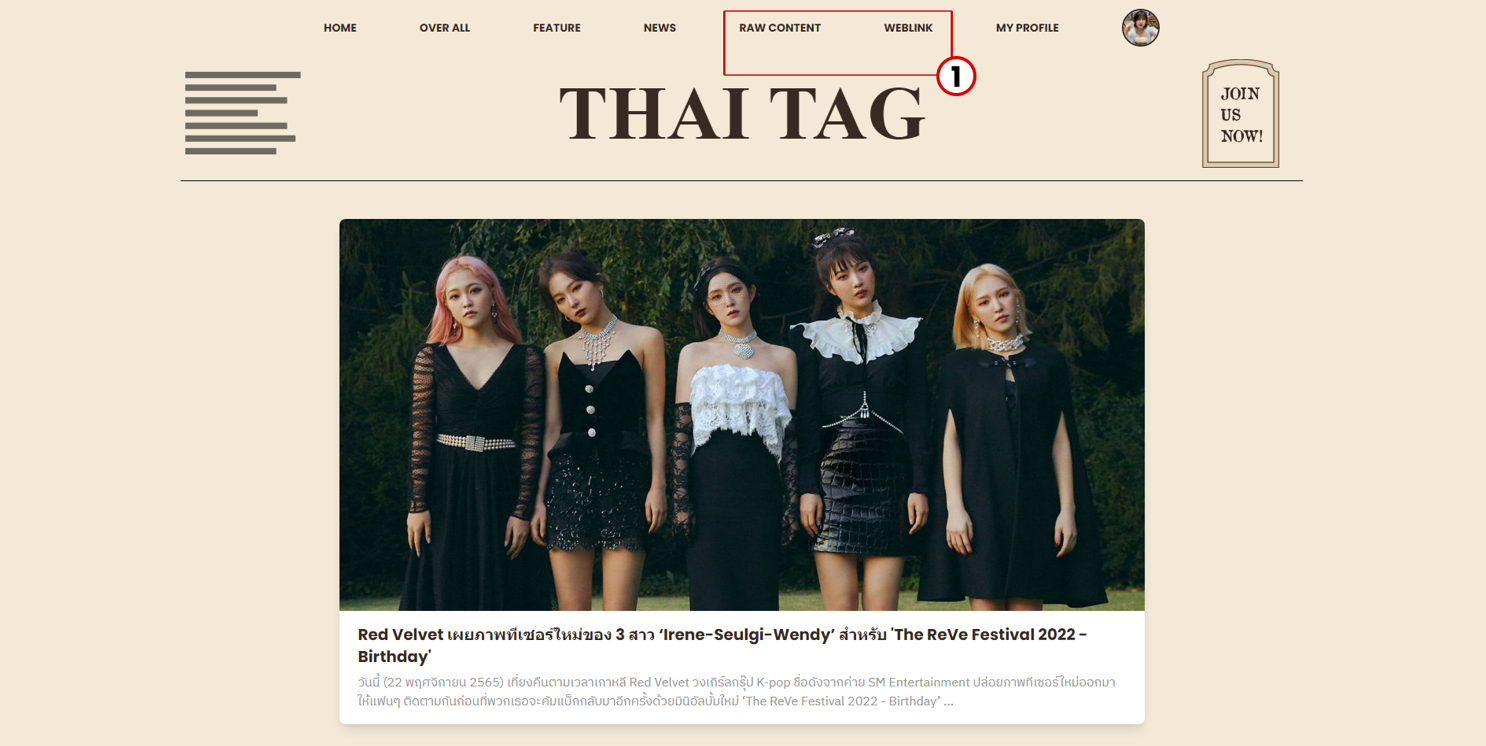 HOME OVER ALL FEATURE NEWS RAW CONTENT WEBLINK MY PROFILE
1
THAI TAG
JOIN
US
NOW!
Red Velvet เผยภาพทีเซอร์ใหม่ของ 3 สาว ‘Irene-Seulgi-Wendy’ สำหรับ 'The ReVe Festival 2022 -
Birthday'
วันนี้ (22 พฤศจิกายน 2565) เที่ยงคืนตามเวลาเกาหลี Red Velvet วงเกิร์ลกรุ๊ป K-pop ชื่อดังจากค่าย SM Entertainment ปล่อยภาพทีเซอร์ใหม่ออกมา
ให้แฟนๆ ติดตามกันก่อนที่พวกเธอจะคัมแบ็กกลับมาอีกครั้งด้วยมินิอัลบั้มใหม่ ‘The ReVe Festival 2022 - Birthday’ ...